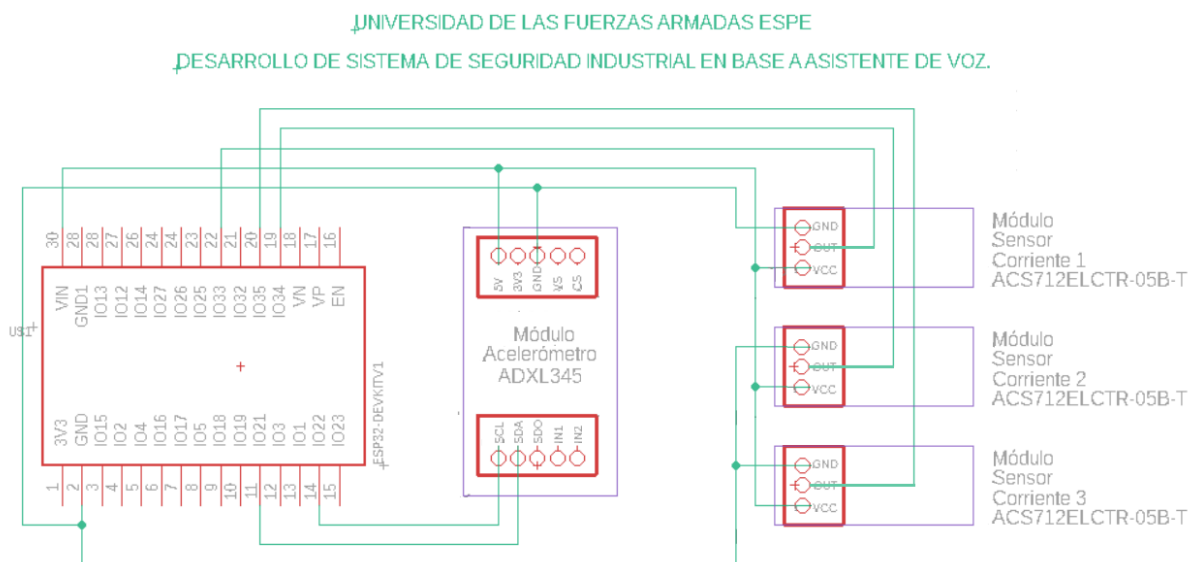 UNIVERSIDAD DE LAS FUERZAS ARMADAS ESPE
DESARROLLO DE SISTEMA DE SEGURIDAD INDUSTRIAL EN BASE A ASISTENTE DE VOZ.
30 28 28 27 26 24 24 23 22 21 20 19 18 17 16
VIN GND1 IO13 IO12 IO14 IO27 IO26 IO25 IO33 IO32 IO35 IO34 VN VP EN
3V3 GND IO15 IO2 IO4 IO16 IO17 IO5 IO18 IO19 IO21 IO3 IO1 IO22 IO23
1 2 3 4 5 6 7 8 9 10 11 12 13 14 15
ESP32-DEVKITV1
5V 3V3 GND VS CS
Módulo
Acelerómetro
ADXL345
SCL SDA SDO IN1 IN2
GND
OUT
VCC
Módulo
Sensor
Corriente 1
ACS712ELCTR-05B-T
GND
OUT
VCC
Módulo
Sensor
Corriente 2
ACS712ELCTR-05B-T
GND
OUT
VCC
Módulo
Sensor
Corriente 3
ACS712ELCTR-05B-T